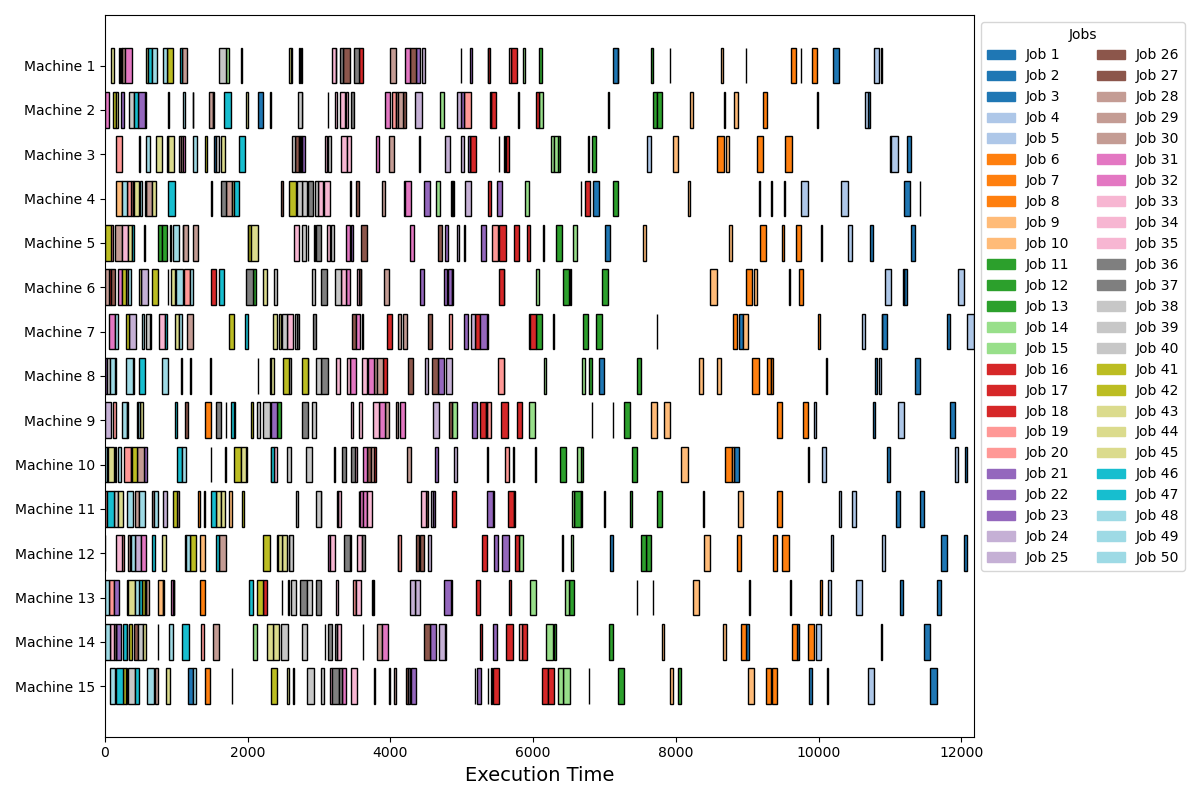 Machine 1
Machine 2
Machine 3
Machine 4
Machine 5
Machine 6
Machine 7
Machine 8
Machine 9
Machine 10
Machine 11
Machine 12
Machine 13
Machine 14
Machine 15
0 2000 4000 6000 8000 10000 12000
Execution Time
Jobs
Job 1 Job 26
Job 2 Job 27
Job 3 Job 28
Job 4 Job 29
Job 5 Job 30
Job 6 Job 31
Job 7 Job 32
Job 8 Job 33
Job 9 Job 34
Job 10 Job 35
Job 11 Job 36
Job 12 Job 37
Job 13 Job 38
Job 14 Job 39
Job 15 Job 40
Job 16 Job 41
Job 17 Job 42
Job 18 Job 43
Job 19 Job 44
Job 20 Job 45
Job 21 Job 46
Job 22 Job 47
Job 23 Job 48
Job 24 Job 49
Job 25 Job 50